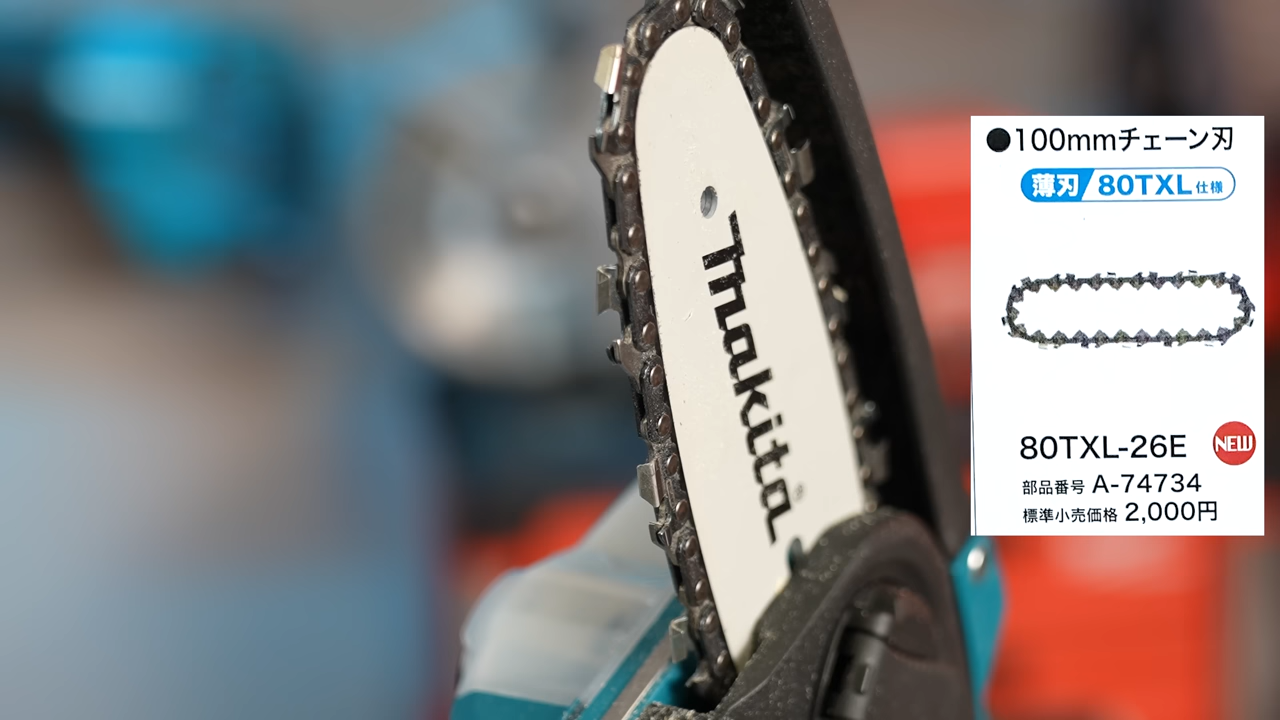 makita
●100mmチェーン刃
薄刃 80TXL仕様
80TXL-26E NEW
部品番号 A-74734
標準小売価格 2,000円